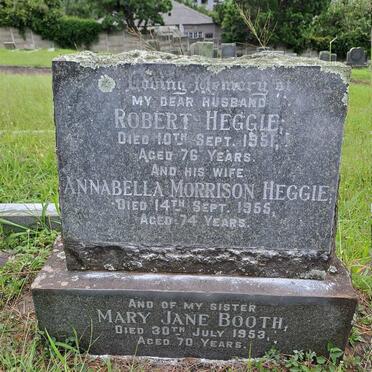 In Loving Memory of
MY DEAR HUSBAND
ROBERT HEGGIE,
DIED 10TH SEPT. 1951,
AGED 76 YEARS.
AND HIS WIFE
ANNABELLA MORRISON HEGGIE
DIED 14TH SEPT. 1955,
AGED 74 YEARS.
AND OF MY SISTER
MARY JANE BOOTH,
DIED 30TH JULY 1953,
AGED 70 YEARS.